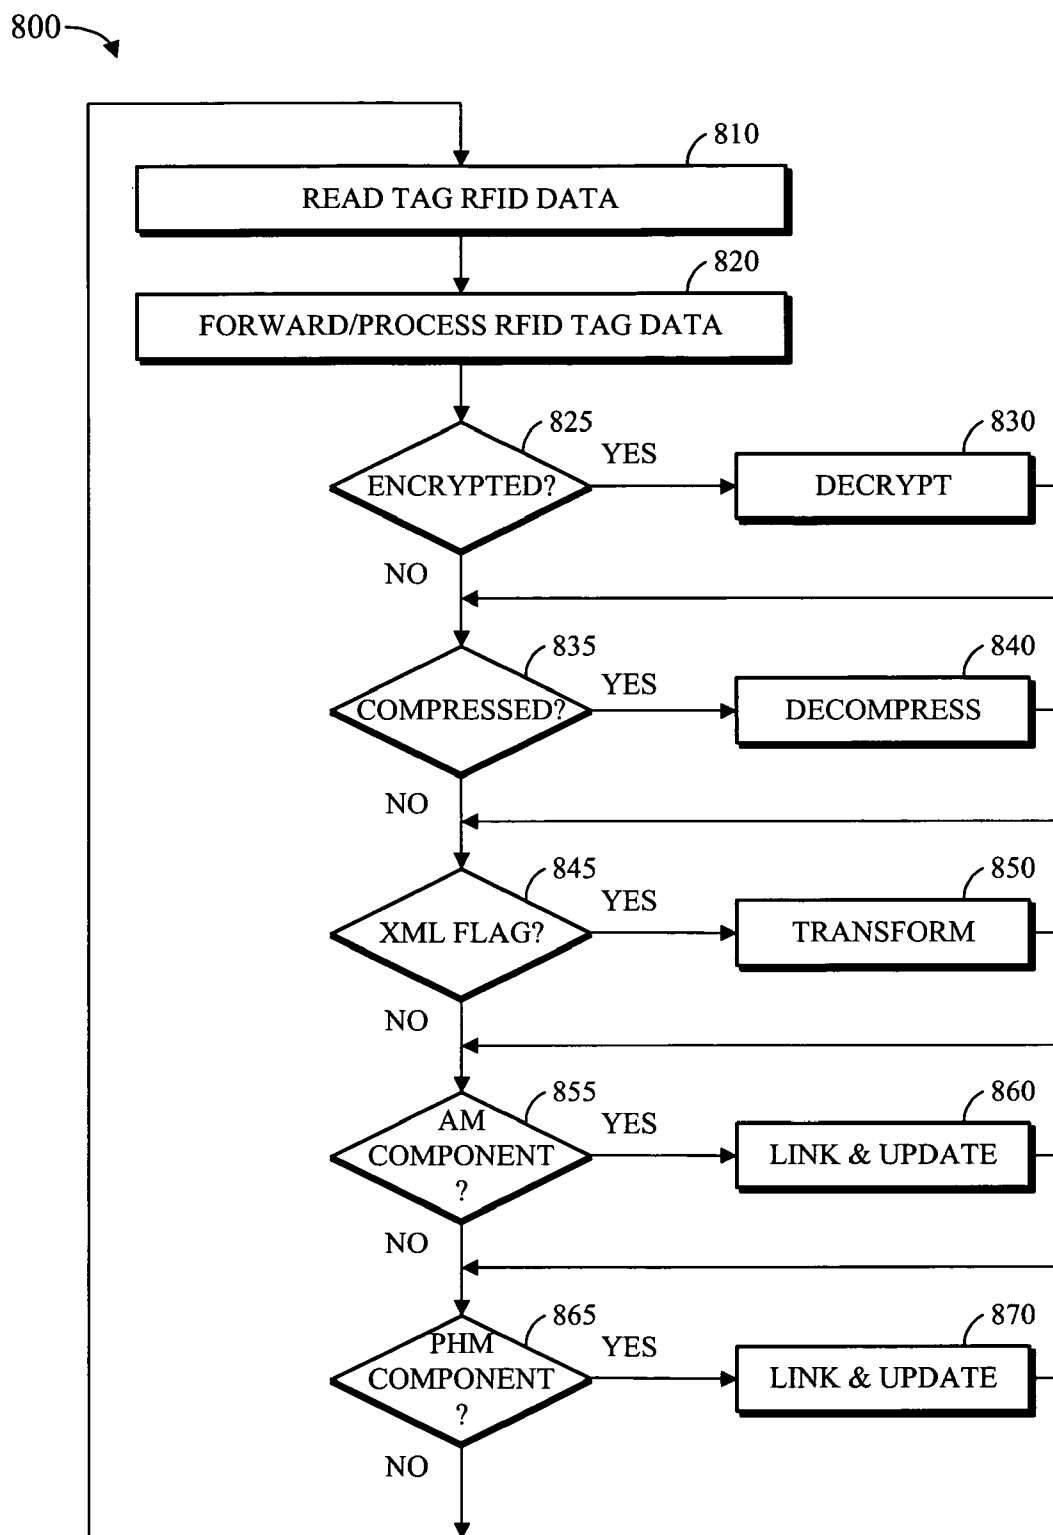 800
810
READ TAG RFID DATA
820
FORWARD/PROCESS RFID TAG DATA
825
ENCRYPTED?
YES
830
DECRYPT
NO
835
COMPRESSED?
YES
840
DECOMPRESS
NO
845
XML FLAG?
YES
850
TRANSFORM
NO
855
AM
COMPONENT
?
YES
860
LINK & UPDATE
NO
865
PHM
COMPONENT
?
YES
870
LINK & UPDATE
NO